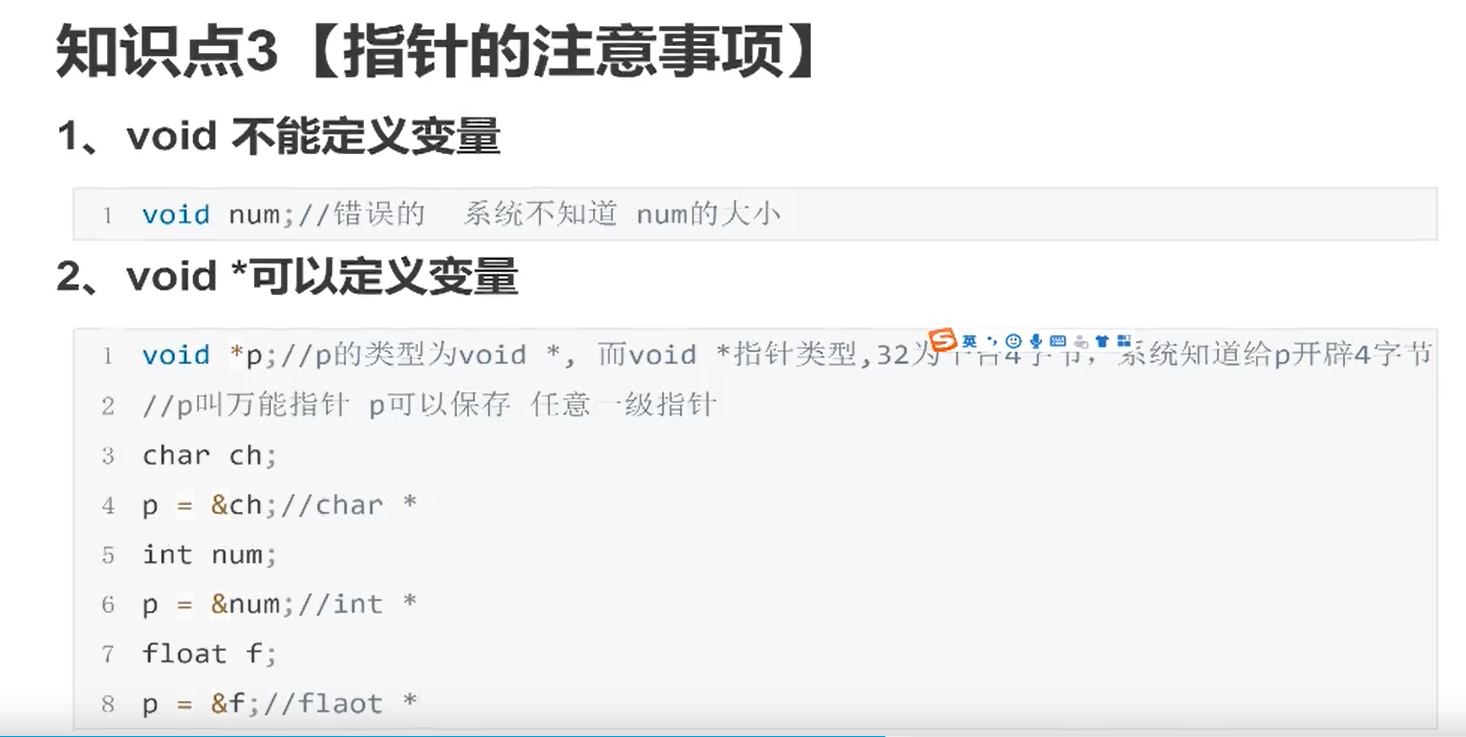 知识点3【指针的注意事项】
1、void 不能定义变量
1 void num;//错误的 系统不知道 num的大小
2、void *可以定义变量
1 void *p;//p的类型为void *, 而void *指针类型,32为平台4字节，系统知道给p开辟4字节
英
2 //p叫万能指针 p可以保存 任意一级指针
3 char ch;
4 p = &ch;//char *
5 int num;
6 p = &num;//int *
7 float f;
8 p = &f;//flaot *